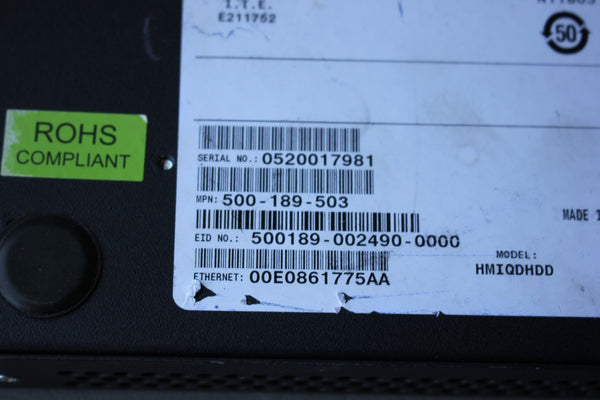 I.T.E.
E211752
50
ROHS
COMPLIANT
SERIAL NO.: 0520017981
MPN: 500-189-503
EID NO.: 500189-002490-0000
ETHERNET: 00E0861775AA
MADE
MODEL:
HMIQDHDD